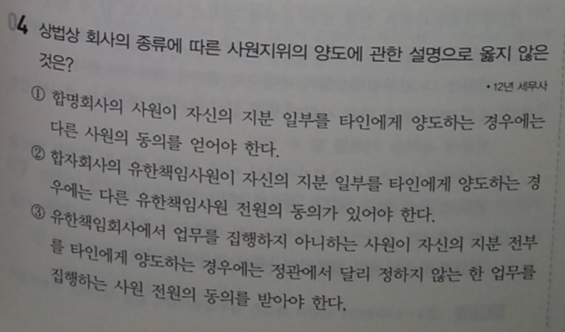 04 상법상 회사의 종류에 따른 사원지위의 양도에 관한 설명으로 옳지 않은
것은?
• 12년 세무사
① 합명회사의 사원이 자신의 지분 일부를 타인에게 양도하는 경우에는
다른 사원의 동의를 얻어야 한다.
② 합자회사의 유한책임사원이 자신의 지분 일부를 타인에게 양도하는 경
우에는 다른 유한책임사원 전원의 동의가 있어야 한다.
③ 유한책임회사에서 업무를 집행하지 아니하는 사원이 자신의 지분 전부
를 타인에게 양도하는 경우에는 정관에서 달리 정하지 않는 한 업무를
집행하는 사원 전원의 동의를 받아야 한다.